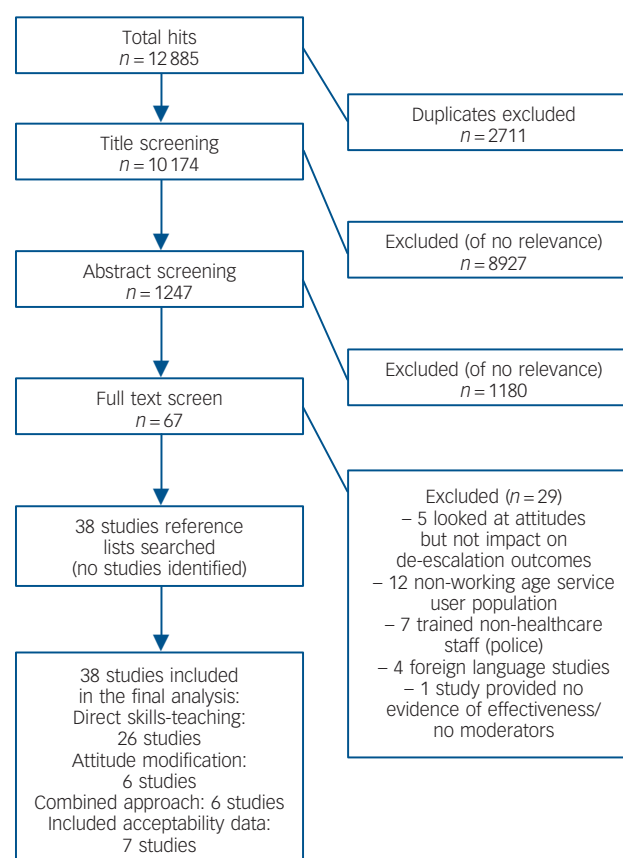 Total hits
n = 12 885
Duplicates excluded
n = 2711
Title screening
n = 10 174
Excluded (of no relevance)
n = 8927
Abstract screening
n = 1247
Excluded (of no relevance)
n = 1180
Full text screen
n = 67
Excluded (n = 29)
– 5 looked at attitudes
but not impact on
de-escalation outcomes
– 12 non-working age service
user population
– 7 trained non-healthcare
staff (police)
– 4 foreign language studies
– 1 study provided no
evidence of effectiveness/
no moderators
38 studies reference
lists searched
(no studies identified)
38 studies included
in the final analysis:
Direct skills-teaching:
26 studies
Attitude modification:
6 studies
Combined approach: 6 studies
Included acceptability data:
7 studies